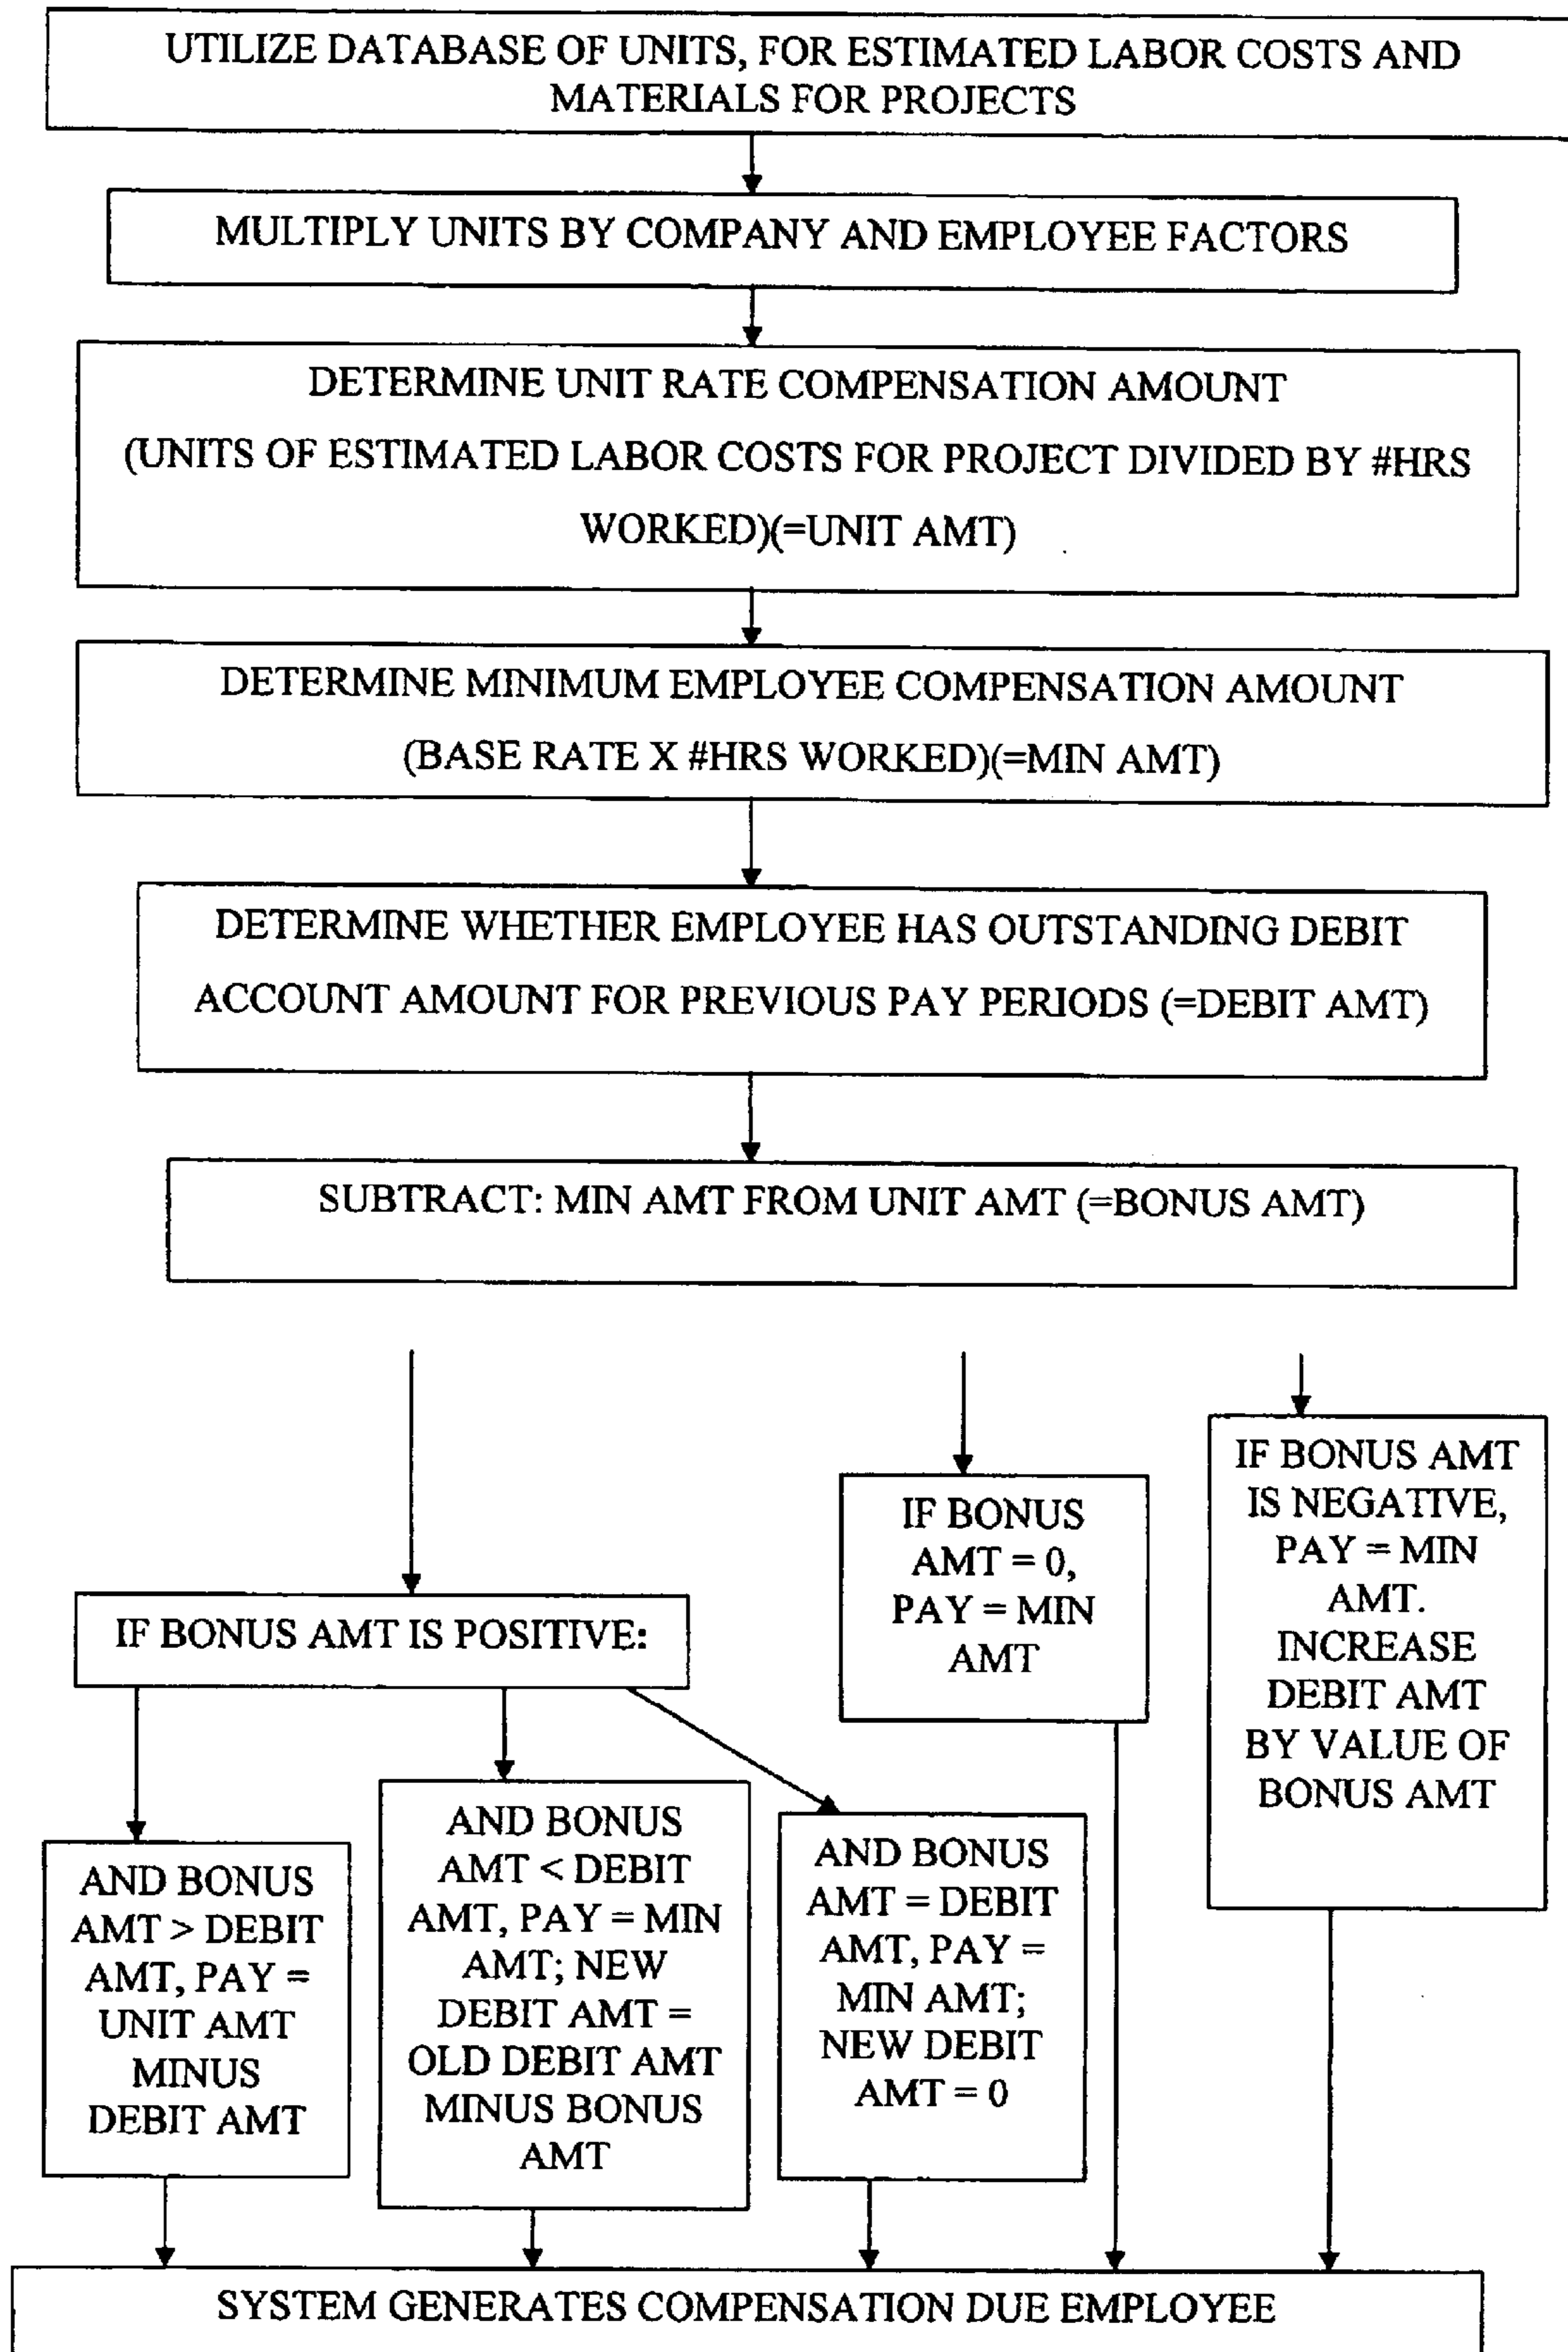 UTILIZE DATABASE OF UNITS, FOR ESTIMATED LABOR COSTS AND
MATERIALS FOR PROJECTS
MULTIPLY UNITS BY COMPANY AND EMPLOYEE FACTORS
DETERMINE UNIT RATE COMPENSATION AMOUNT
(UNITS OF ESTIMATED LABOR COSTS FOR PROJECT DIVIDED BY #HRS
WORKED)(=UNIT AMT)
DETERMINE MINIMUM EMPLOYEE COMPENSATION AMOUNT
(BASE RATE X #HRS WORKED)(=MIN AMT)
DETERMINE WHETHER EMPLOYEE HAS OUTSTANDING DEBIT
ACCOUNT AMOUNT FOR PREVIOUS PAY PERIODS (=DEBIT AMT)
SUBTRACT: MIN AMT FROM UNIT AMT (=BONUS AMT)
IF BONUS AMT IS POSITIVE:
AND BONUS
AMT > DEBIT
AMT, PAY =
UNIT AMT
MINUS
DEBIT AMT
AND BONUS
AMT < DEBIT
AMT, PAY = MIN
AMT; NEW
DEBIT AMT =
OLD DEBIT AMT
MINUS BONUS
AMT
AND BONUS
AMT = DEBIT
AMT, PAY =
MIN AMT;
NEW DEBIT
AMT = 0
IF BONUS
AMT = 0,
PAY = MIN
AMT
IF BONUS AMT
IS NEGATIVE,
PAY = MIN
AMT.
INCREASE
DEBIT AMT
BY VALUE OF
BONUS AMT
SYSTEM GENERATES COMPENSATION DUE EMPLOYEE